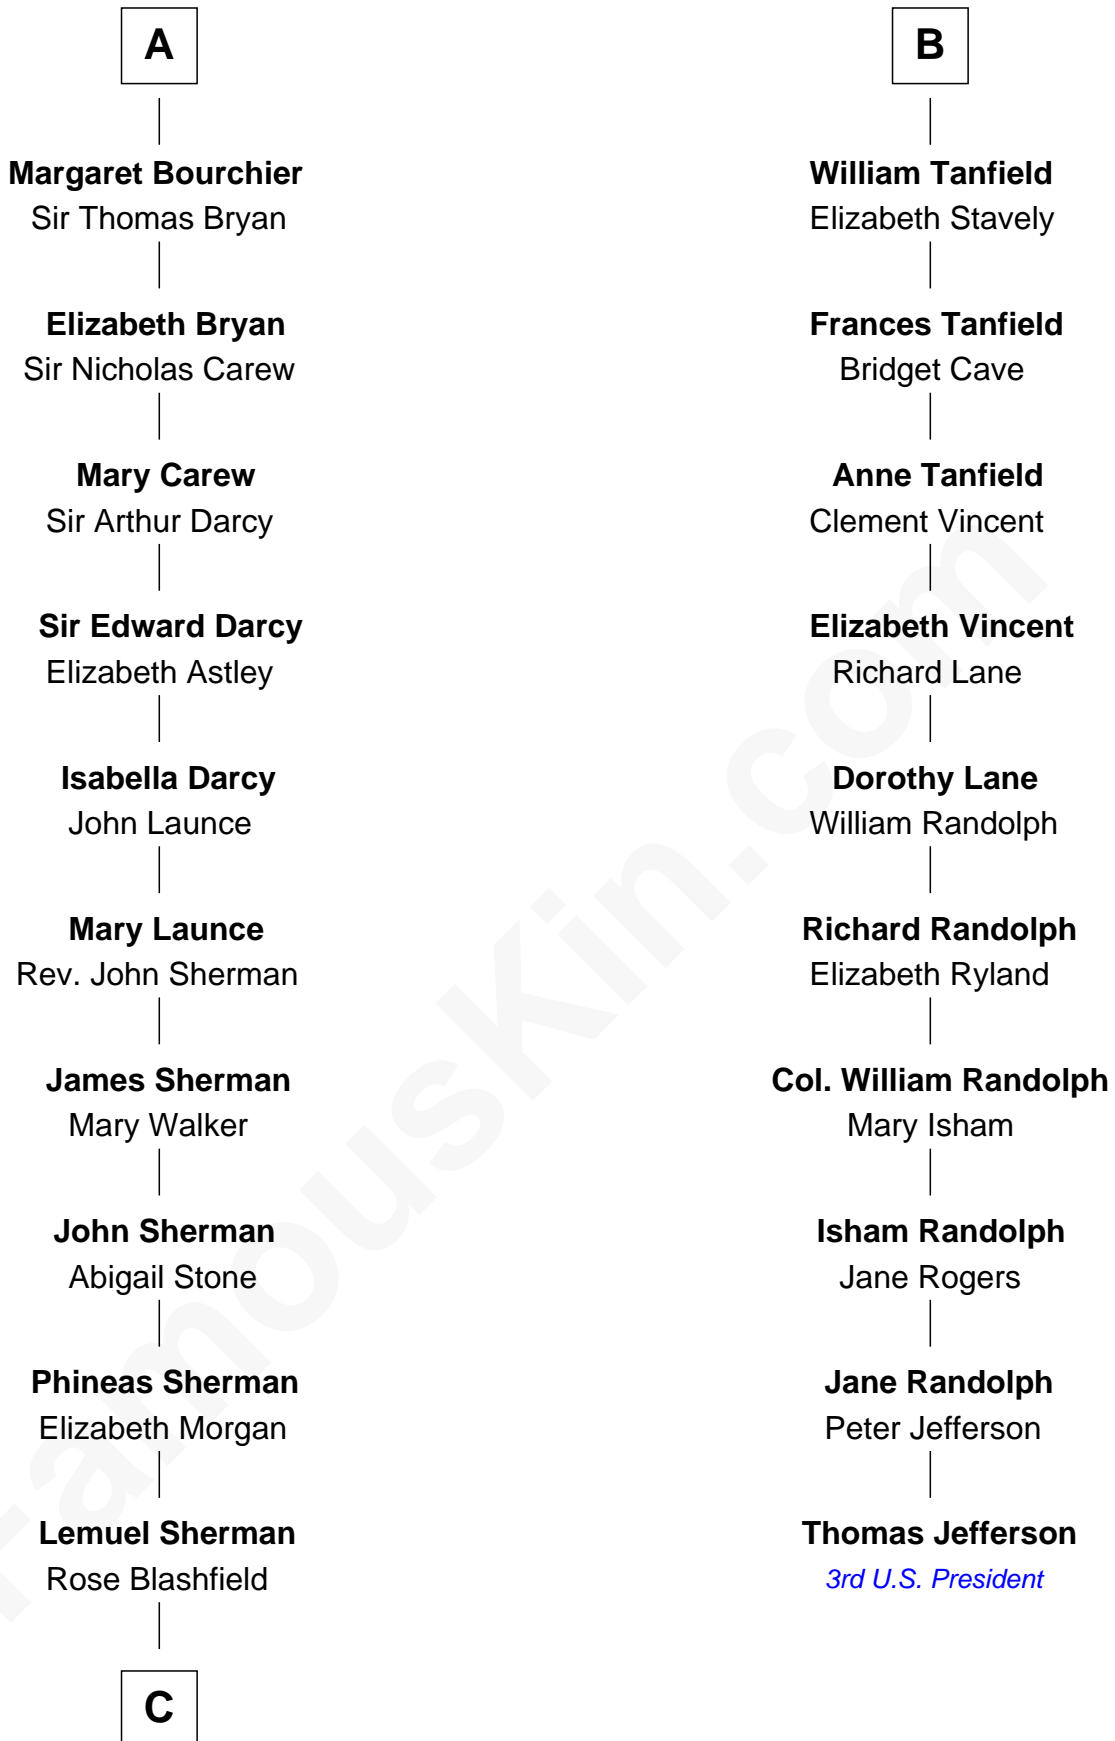 A
Margaret Bourchier
Sir Thomas Bryan
Elizabeth Bryan
Sir Nicholas Carew
Mary Carew
Sir Arthur Darcy
Sir Edward Darcy
Elizabeth Astley
Isabella Darcy
John Launce
Mary Launce
Rev. John Sherman
James Sherman
Mary Walker
John Sherman
Abigail Stone
Phineas Sherman
Elizabeth Morgan
Lemuel Sherman
Rose Blashfield
C
B
William Tanfield
Elizabeth Stavely
Frances Tanfield
Bridget Cave
Anne Tanfield
Clement Vincent
Elizabeth Vincent
Richard Lane
Dorothy Lane
William Randolph
Richard Randolph
Elizabeth Ryland
Col. William Randolph
Mary Isham
Isham Randolph
Jane Rogers
Jane Randolph
Peter Jefferson
Thomas Jefferson
3rd U.S. President
FamousKin.com